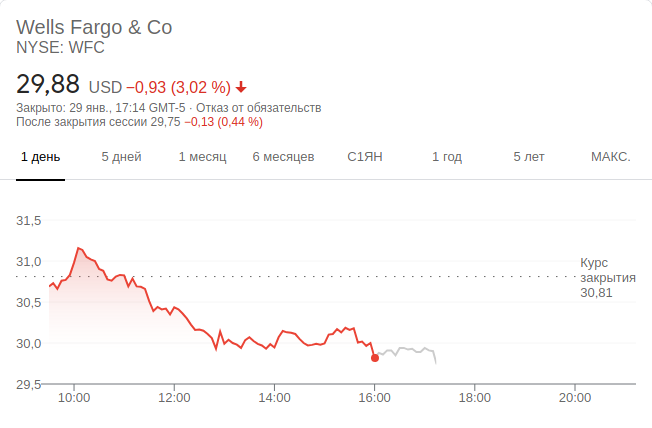 Wells Fargo & Co
NYSE: WFC
29,88 USD −0,93 (3,02 %)
Закрыто: 29 янв., 17:14 GMT-5 · Отказ от обязательств
После закрытия сессии 29,75 −0,13 (0,44 %)
1 день 5 дней 1 месяц 6 месяцев С1ЯН 1 год 5 лет МАКС.
31,5
31,0
Курс
закрытия
30,81
30,5
30,0
29,5
10:00 12:00 14:00 16:00 18:00 20:00